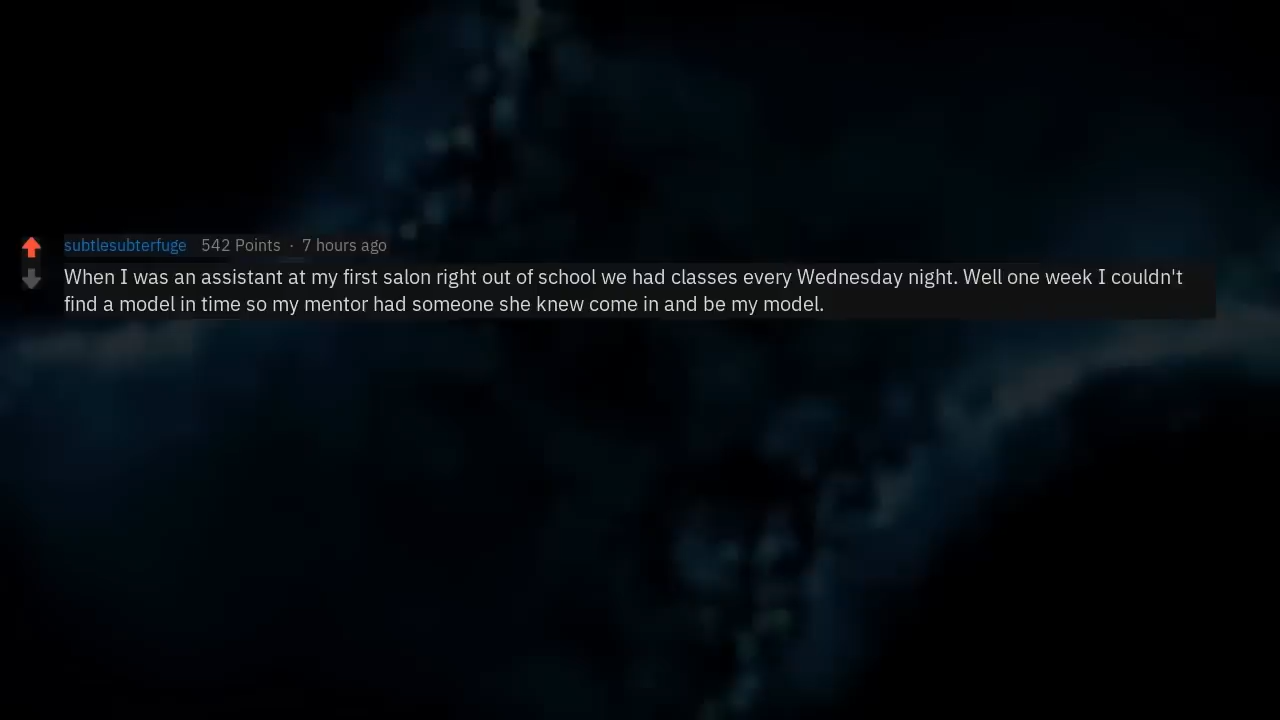 subtlesubterfuge 542 Points · 7 hours ago
When I was an assistant at my first salon right out of school we had classes every Wednesday night. Well one week I couldn't
find a model in time so my mentor had someone she knew come in and be my model.